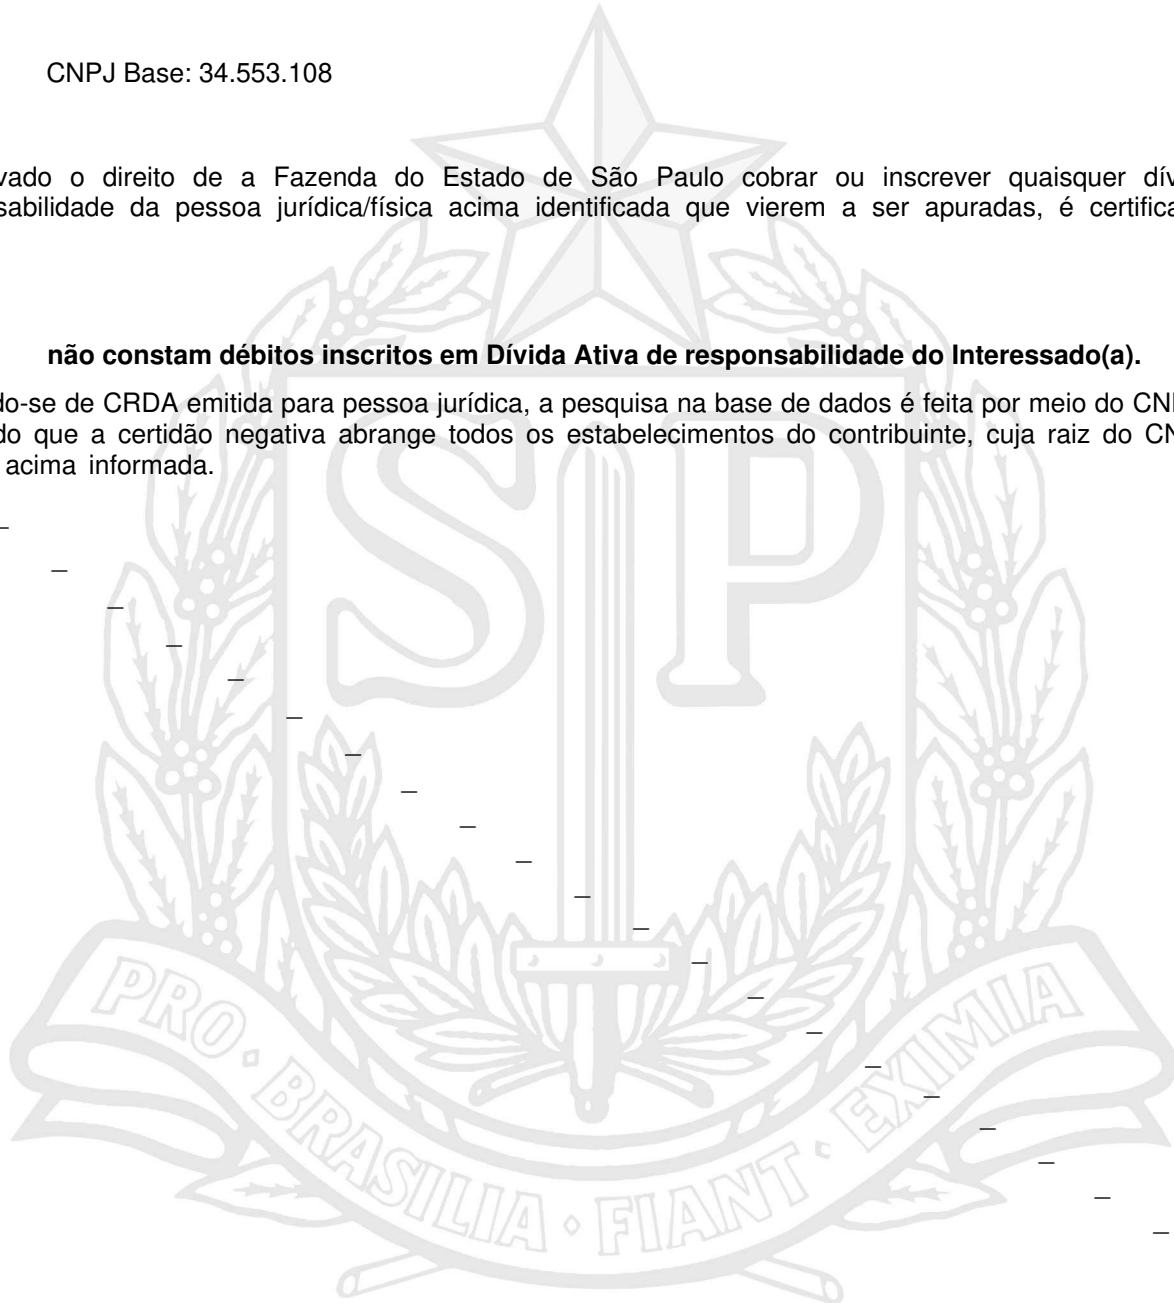 CNPJ Base: 34.553.108
vado o direito de a Fazenda do Estado de São Paulo cobrar ou inscrever quaisquer dív
sabilidade da pessoa jurídica/física acima identificada que vierem a ser apuradas, é certifica
não constam débitos inscritos em Dívida Ativa de responsabilidade do Interessado(a).
do-se de CRDA emitida para pessoa jurídica, a pesquisa na base de dados é feita por meio do CN
do que a certidão negativa abrange todos os estabelecimentos do contribuinte, cuja raiz do CN
acima informada.
SP
PRO · BRASILIA · FIANT · EXIMIA